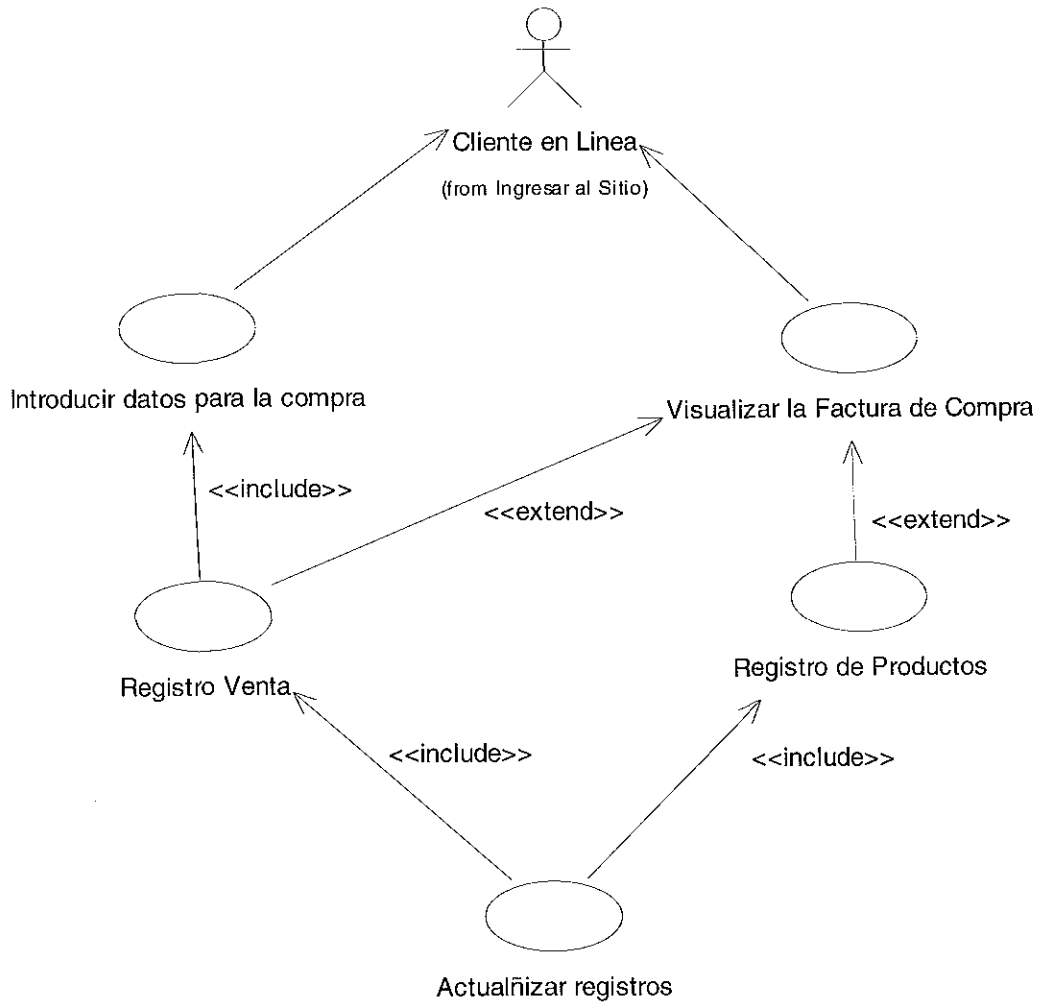 Cliente en Linea
(from Ingresar al Sitio)
Introducir datos para la compra
Visualizar la Factura de Compra
<<include>>
<<extend>>
<<extend>>
Registro Venta
Registro de Productos
<<include>>
<<include>>
Actualñizar registros